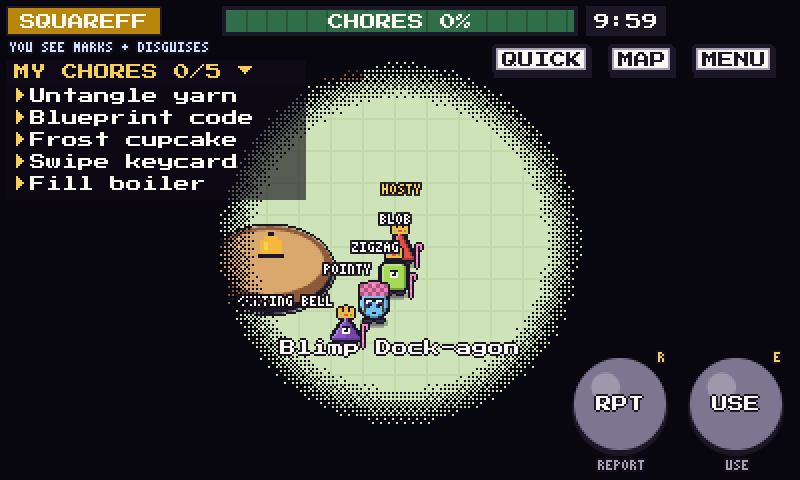 SQUAREFF
CHORES 0%
9:59
YOU SEE MARKS + DISGUISES
QUICK
MAP
MENU
MY CHORES 0/5
Untangle yarn
Blueprint code
Frost cupcake
Swipe keycard
Fill boiler
HOSTY
BLOB
ZIGZAG
POINTY
TING BELL
Blimp Dock-agon
R
E
RPT
USE
REPORT
USE